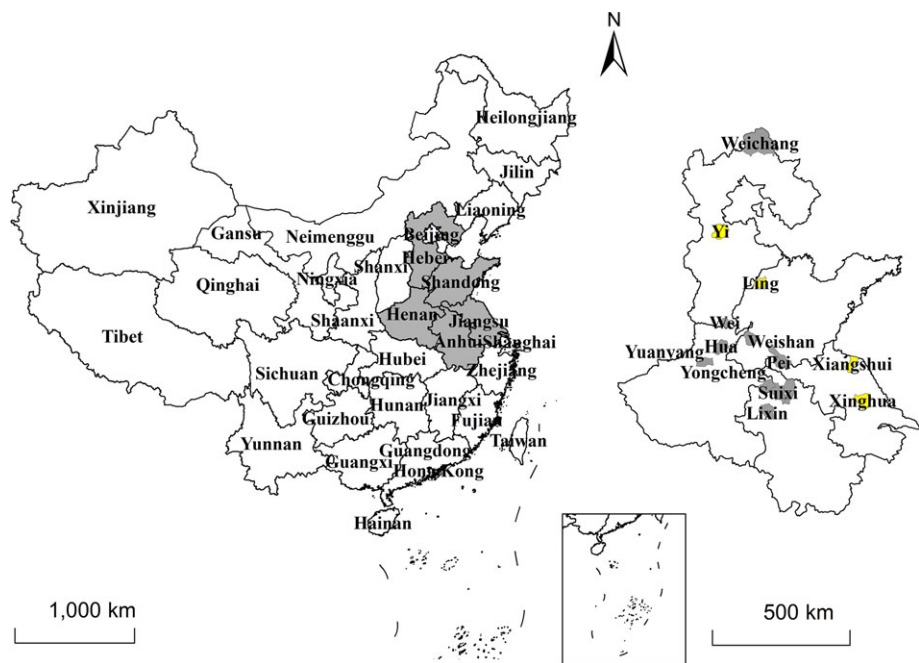 N
Heilongjiang
Jilin
Xinjiang
Liaoning
Gansu
Neimenggu
Beijing
Hebei
Shanxi
Ningxia
Qinghai
Shandong
Tibet
Shaanxi
Henan
Jiangsu
Anhui
Shanghai
Hubei
Zhejiang
Sichuan
Chongqing
Hunan
Jiangxi
Guizhou
Fujian
Yunnan
Taiwan
Guangdong
Guangxi
Hong Kong
Hainan
1,000 km
Weichang
Yi
Ling
Wei
Weishan
Hua
Yuanyang
Pei
Xiangshui
Yongcheng
Suixi
Xinghua
Lixin
500 km